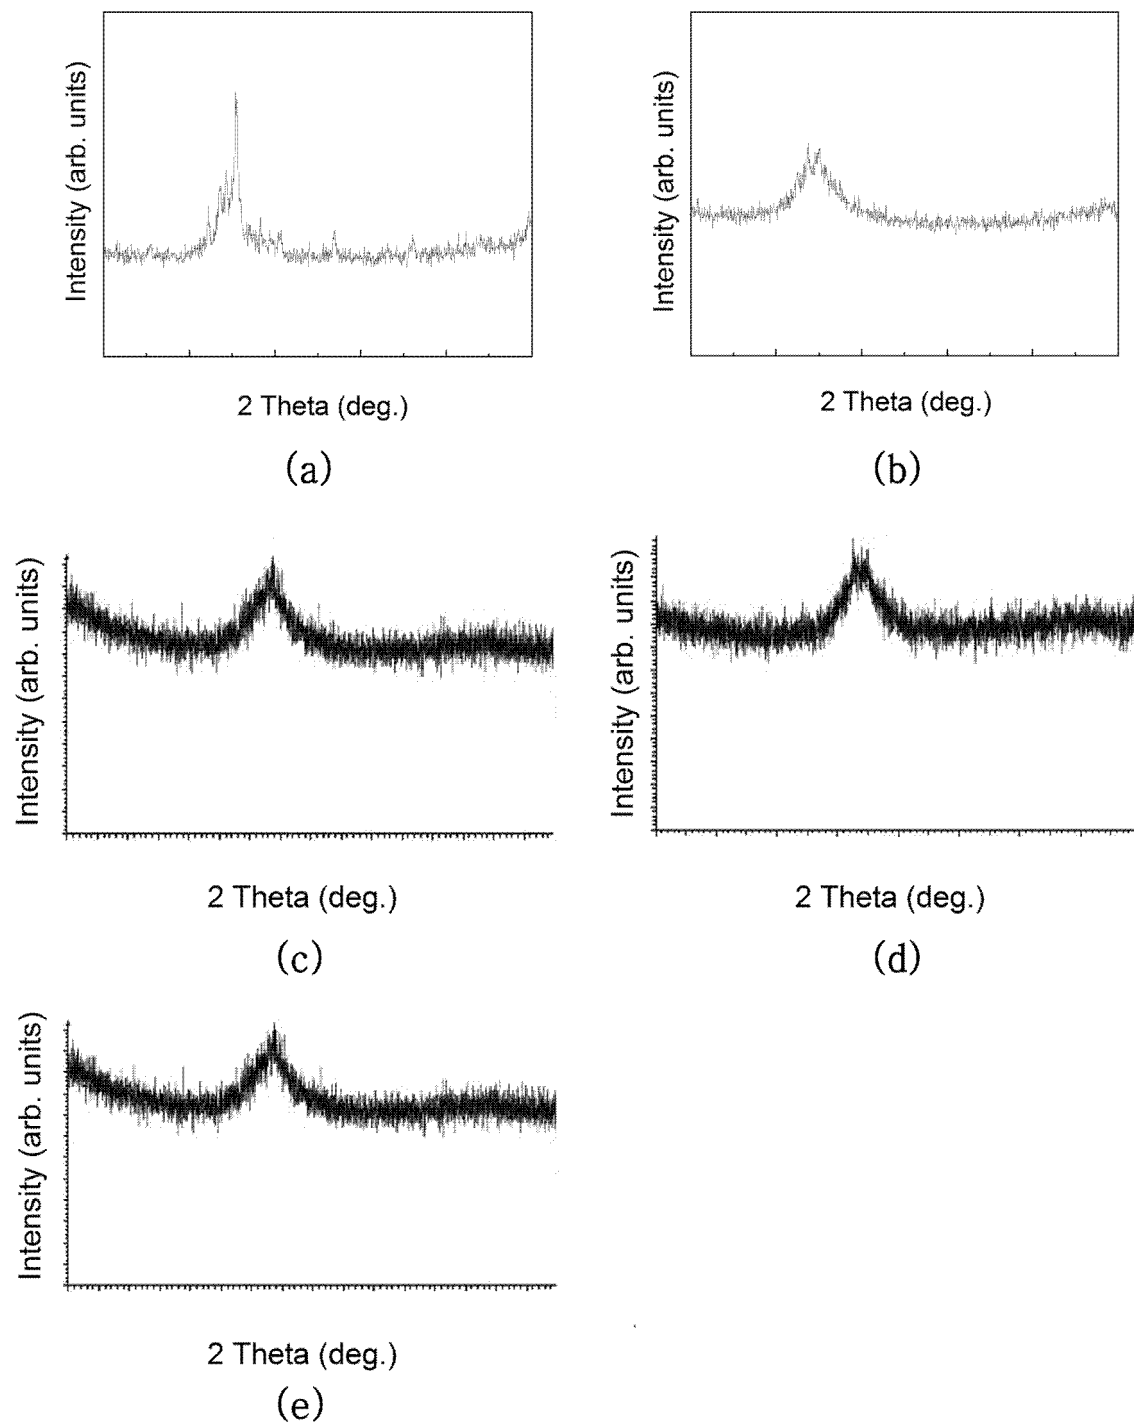 Intensity (arb. units)
2 Theta (deg.)
(a)
Intensity (arb. units)
2 Theta (deg.)
(b)
Intensity (arb. units)
2 Theta (deg.)
(c)
Intensity (arb. units)
2 Theta (deg.)
(d)
Intensity (arb. units)
2 Theta (deg.)
(e)